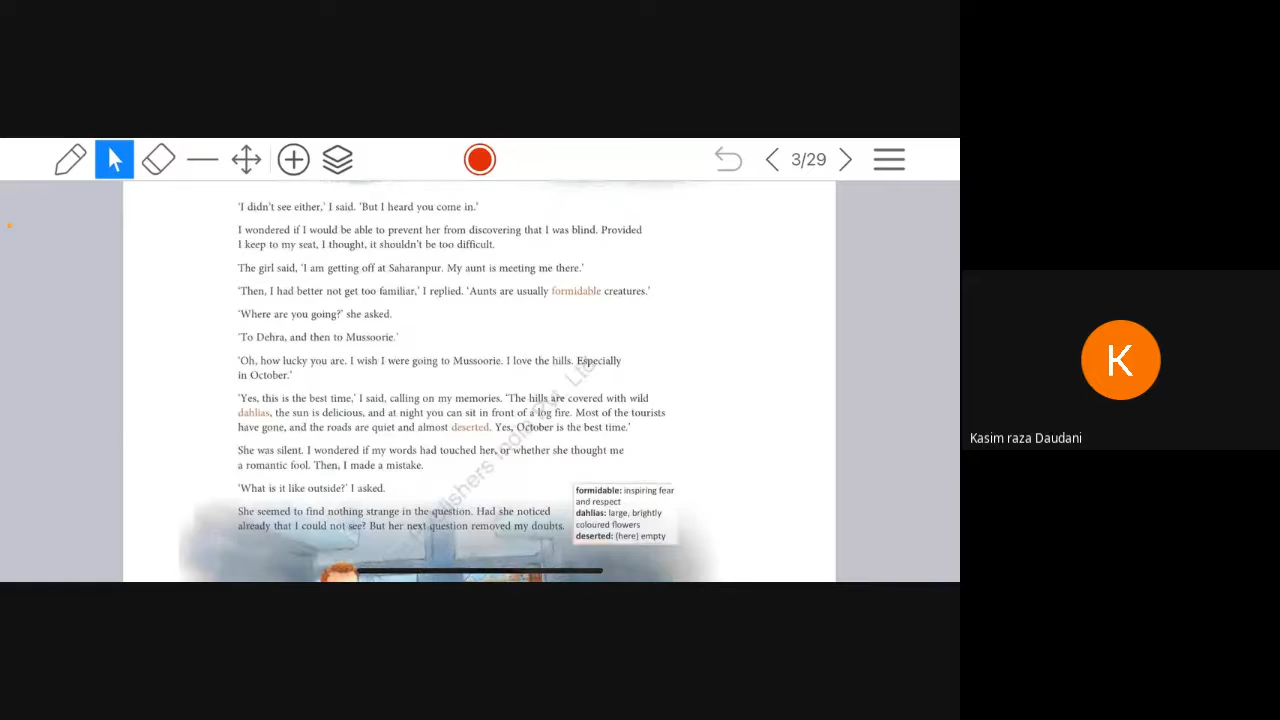 3/29
'I didn't see either,' I said. 'But I heard you come in.'
I wondered if I would be able to prevent her from discovering that I was blind. Provided
I keep to my seat, I thought, it shouldn't be too difficult.
The girl said, 'I am getting off at Saharanpur. My aunt is meeting me there.'
'Then, I had better not get too familiar,' I replied. 'Aunts are usually formidable creatures.'
'Where are you going?' she asked.
'To Dehra, and then to Mussoorie.'
'Oh, how lucky you are. I wish I were going to Mussoorie. I love the hills. Especially
in October.'
'Yes, this is the best time,' I said, calling on my memories. 'The hills are covered with wild
dahlias, the sun is delicious, and at night you can sit in front of a log fire. Most of the tourists
have gone, and the roads are quiet and almost deserted. Yes, October is the best time.'
She was silent. I wondered if my words had touched her, or whether she thought me
a romantic fool. Then, I made a mistake.
'What is it like outside?' I asked.
She seemed to find nothing strange in the question. Had she noticed
already that I could not see? But her next question removed my doubts.
formidable: inspiring fear
and respect
dahlias: large, brightly
coloured flowers
deserted: (here) empty
K
Kasim raza Daudani